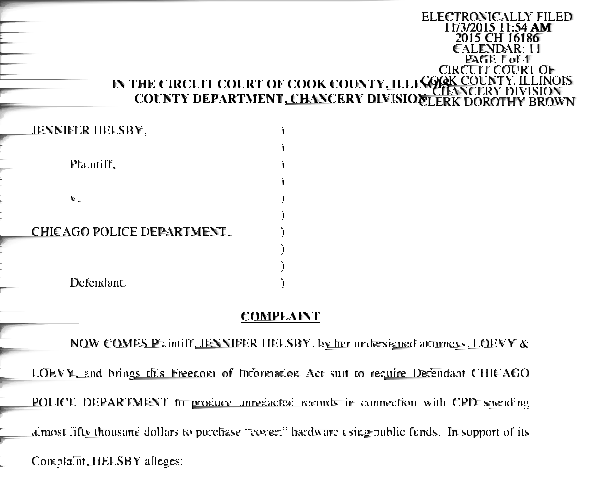 ELECTRONICALLY FILED
11/3/2015 11:54 AM
2015 CH 16186
CALENDAR: 11
PAGE 1 of 4
CIRCUIT COURT OF
COOK COUNTY, ILLINOIS
CHANCERY DIVISION
CLERK DOROTHY BROWN
IN THE CIRCUIT COURT OF COOK COUNTY, ILLINOIS
COUNTY DEPARTMENT, CHANCERY DIVISION
JENNIFER HELSBY, )
)
Plaintiff, )
)
v. )
)
CHICAGO POLICE DEPARTMENT, )
)
)
Defendant. )
COMPLAINT
NOW COMES Plaintiff, JENNIFER HELSBY, by her undersigned attorneys, LOEVY &
LOEVY, and brings this Freedom of Information Act suit to require Defendant CHICAGO
POLICE DEPARTMENT to produce unredacted records in connection with CPD spending
almost fifty thousand dollars to purchase "covert" hardware using public funds. In support of its
Complaint, HELSBY alleges: